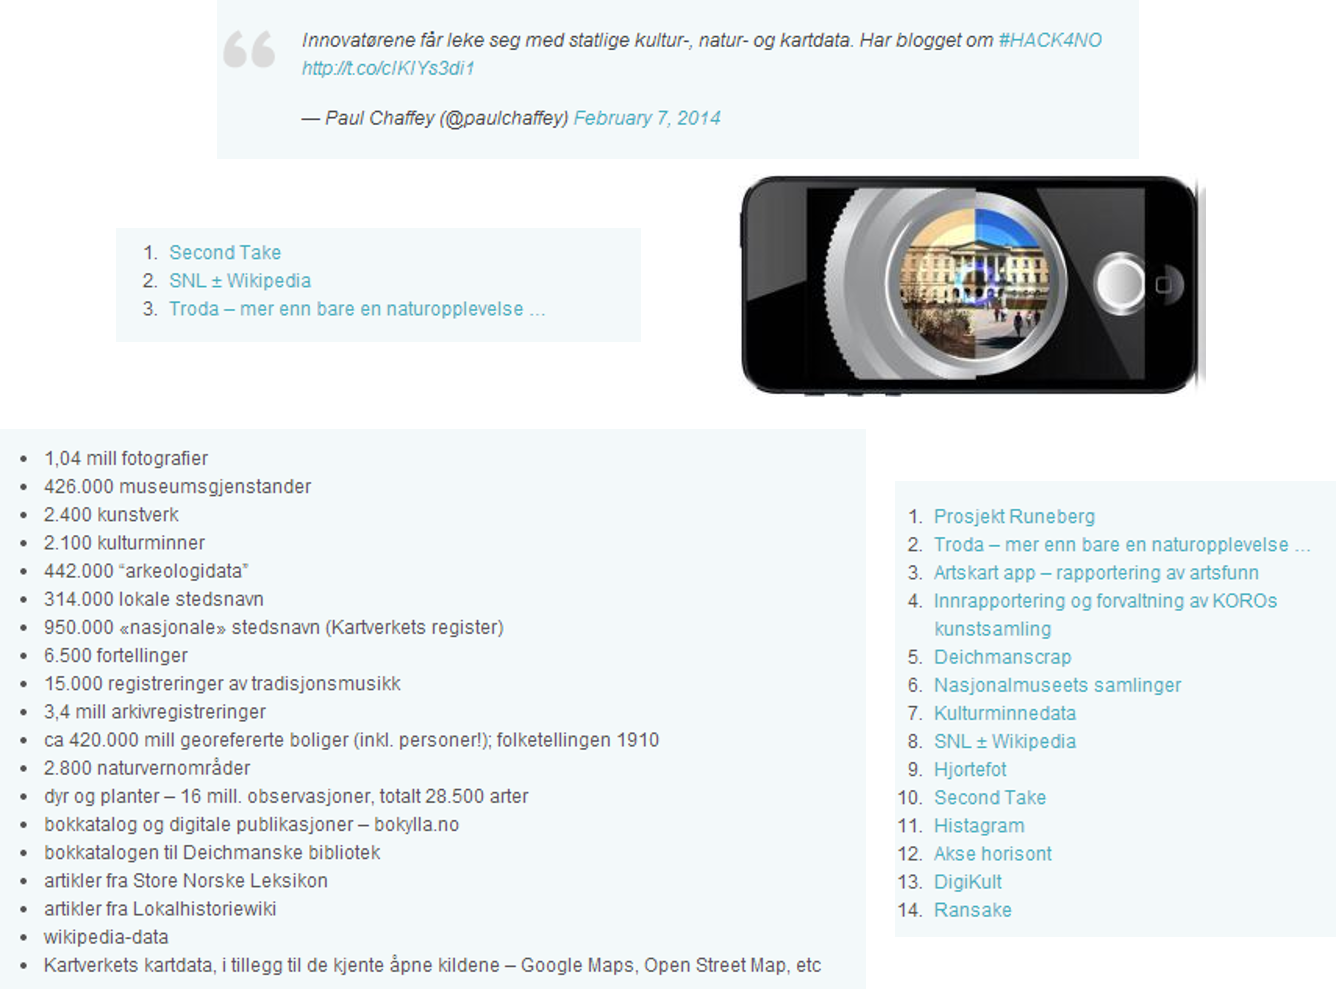 Innovatørene får leke seg med statlige kultur-, natur- og kartdata. Har blogget om #HACK4NO
http://t.co/cIKIYs3di1
— Paul Chaffey (@paulchaffey) February 7, 2014
1. Second Take
2. SNL ± Wikipedia
3. Troda – mer enn bare en naturopplevelse ...
• 1,04 mill fotografier
• 426.000 museumsgjenstander
• 2.400 kunstverk
• 2.100 kulturminner
• 442.000 “arkeologidata”
• 314.000 lokale stedsnavn
• 950.000 «nasjonale» stedsnavn (Kartverkets register)
• 6.500 fortellinger
• 15.000 registreringer av tradisjonsmusikk
• 3,4 mill arkivregistreringer
• ca 420.000 mill georefererte boliger (inkl. personer!); folketellingen 1910
• 2.800 naturvernområder
• dyr og planter – 16 mill. observasjoner, totalt 28.500 arter
• bokkatalog og digitale publikasjoner – bokylla.no
• bokkatalogen til Deichmanske bibliotek
• artikler fra Store Norske Leksikon
• artikler fra Lokalhistoriewiki
• wikipedia-data
• Kartverkets kartdata, i tillegg til de kjente åpne kildene – Google Maps, Open Street Map, etc
1. Prosjekt Runeberg
2. Troda – mer enn bare en naturopplevelse ...
3. Artskart app – rapportering av artsfunn
4. Innrapportering og forvaltning av KOROs
kunstsamling
5. Deichmanscrap
6. Nasjonalmuseets samlinger
7. Kulturminnedata
8. SNL ± Wikipedia
9. Hjortefot
10. Second Take
11. Histagram
12. Akse horisont
13. DigiKult
14. Ransake